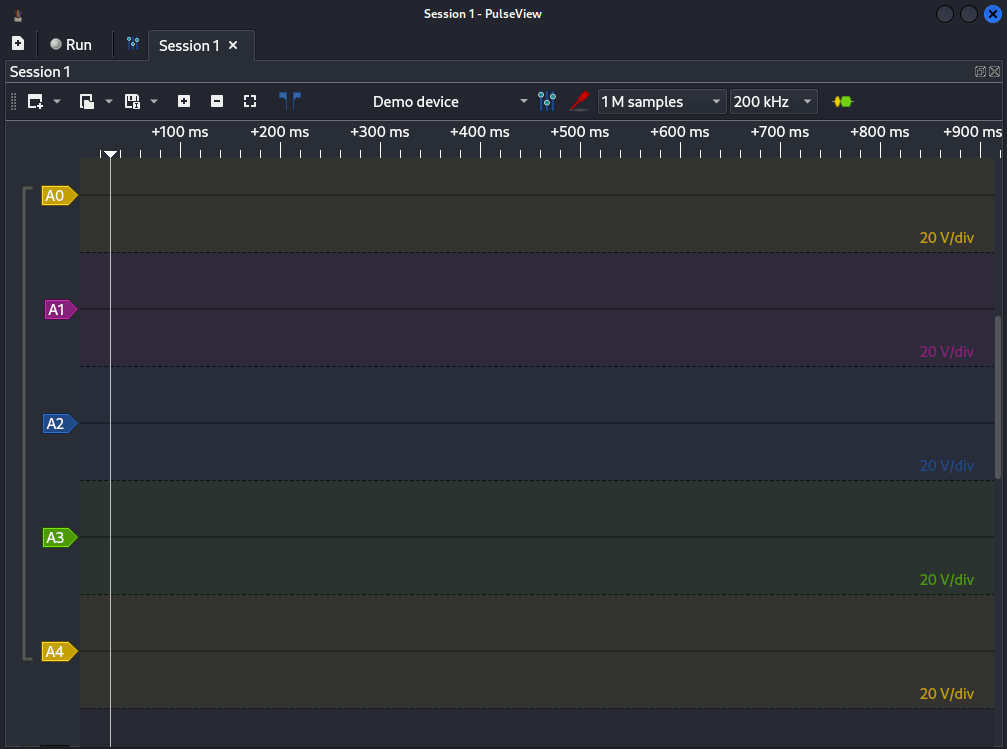 Session 1 - PulseView
Run
Session 1
Session 1
Demo device
1 M samples
200 kHz
+100 ms +200 ms +300 ms +400 ms +500 ms +600 ms +700 ms +800 ms +900 ms
A0
20 V/div
A1
20 V/div
A2
20 V/div
A3
20 V/div
A4
20 V/div